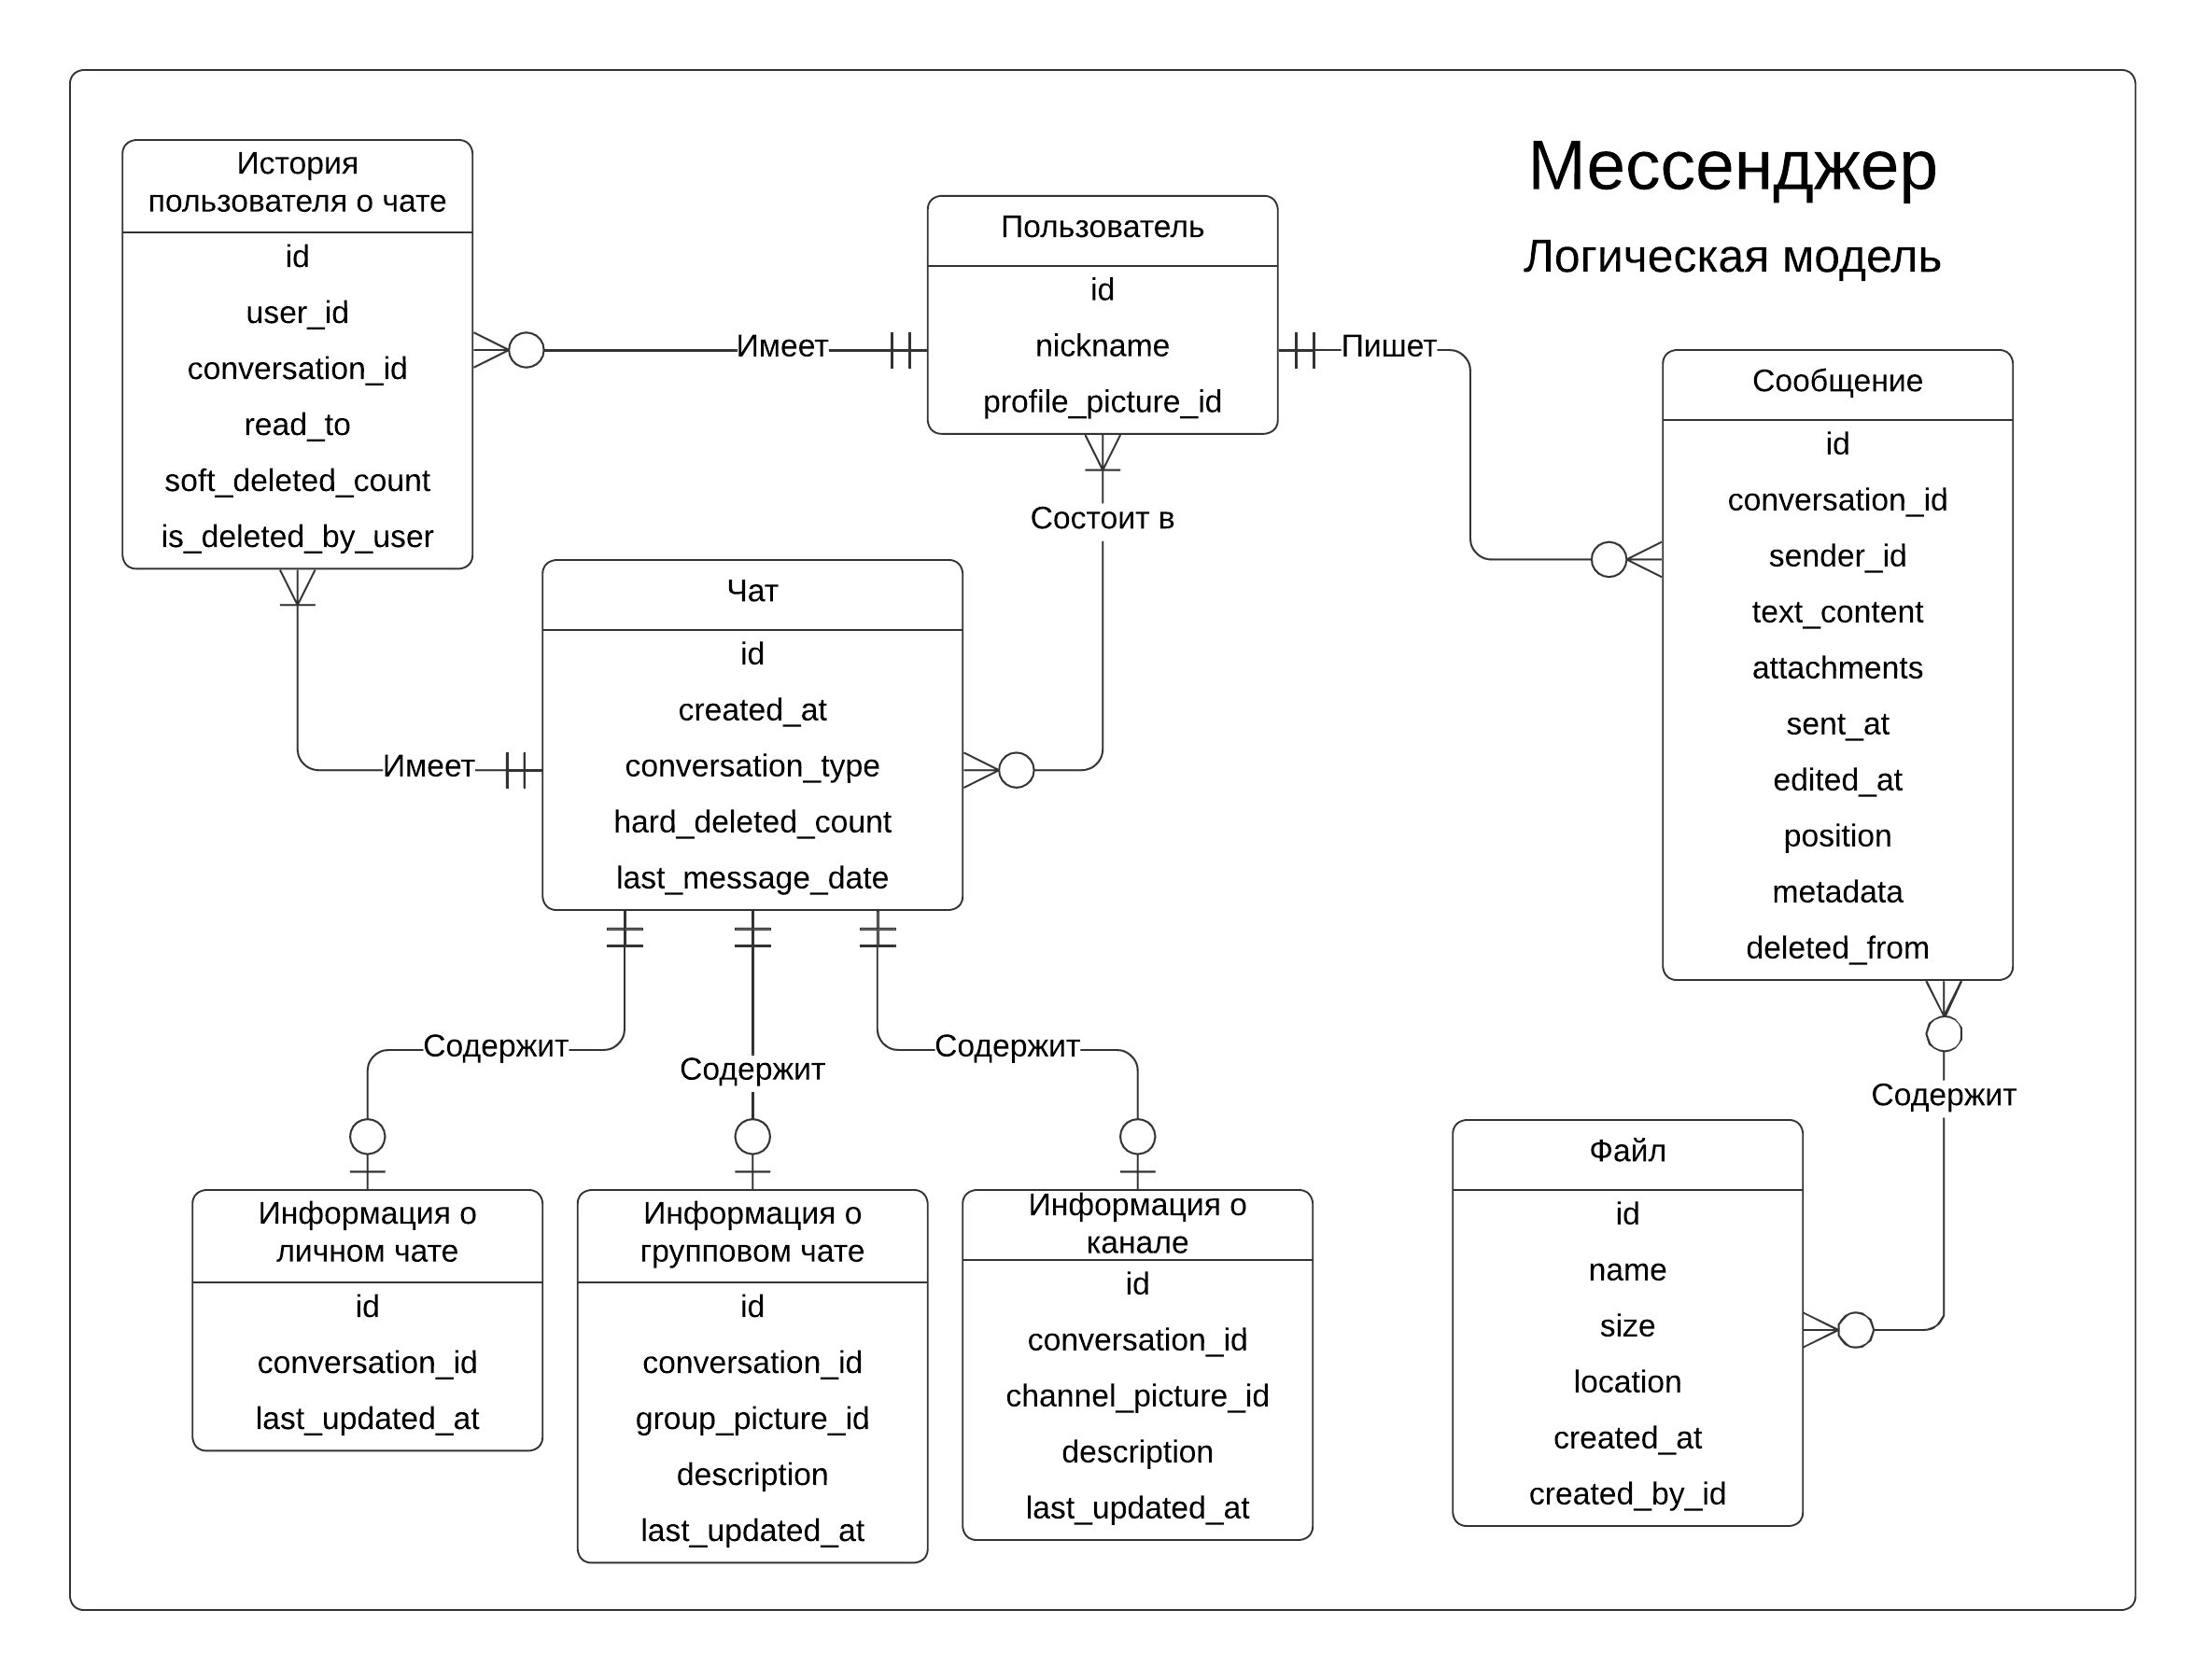 Мессенджер
Логическая модель
История
пользователя о чате
id
user_id
conversation_id
read_to
soft_deleted_count
is_deleted_by_user
Имеет
Пользователь
id
nickname
profile_picture_id
Пишет
Сообщение
id
conversation_id
sender_id
text_content
attachments
sent_at
edited_at
position
metadata
deleted_from
Состоит в
Имеет
Чат
id
created_at
conversation_type
hard_deleted_count
last_message_date
Содержит
Содержит
Содержит
Содержит
Информация о
личном чате
id
conversation_id
last_updated_at
Информация о
групповом чате
id
conversation_id
group_picture_id
description
last_updated_at
Информация о
канале
id
conversation_id
channel_picture_id
description
last_updated_at
Файл
id
name
size
location
created_at
created_by_id